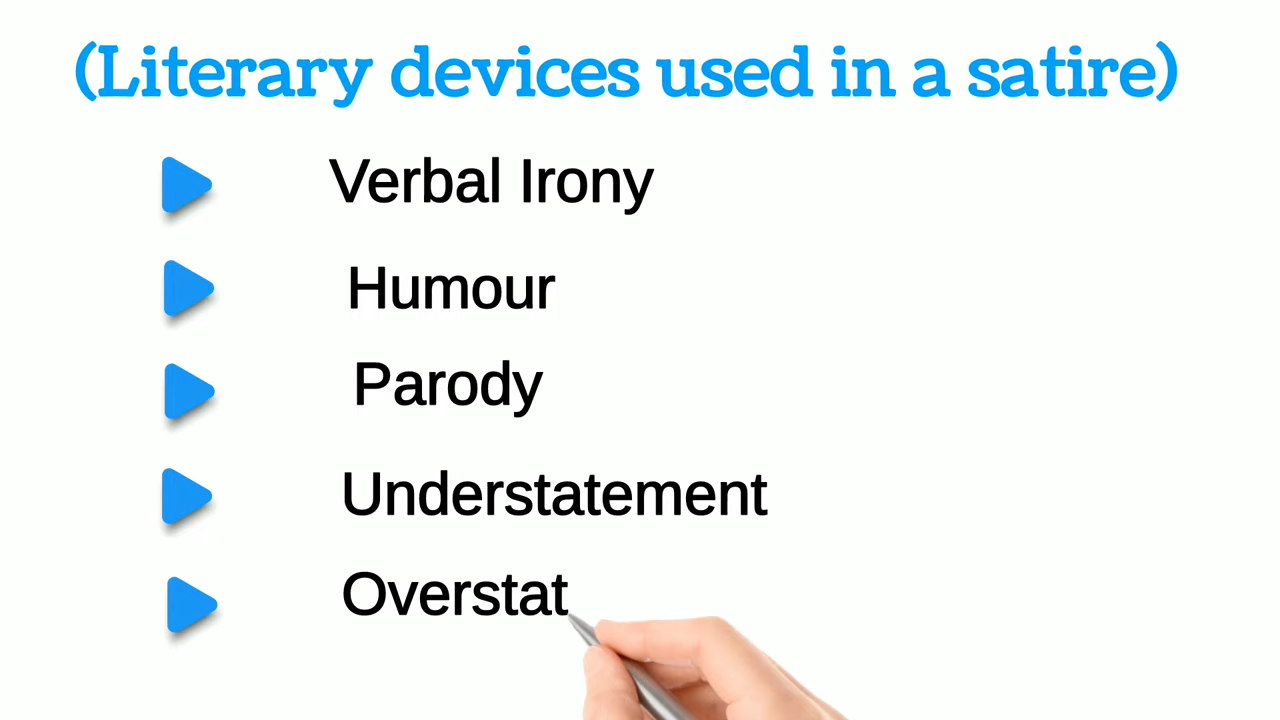 (Literary devices used in a satire)
Verbal Irony
Humour
Parody
Understatement
Overstat